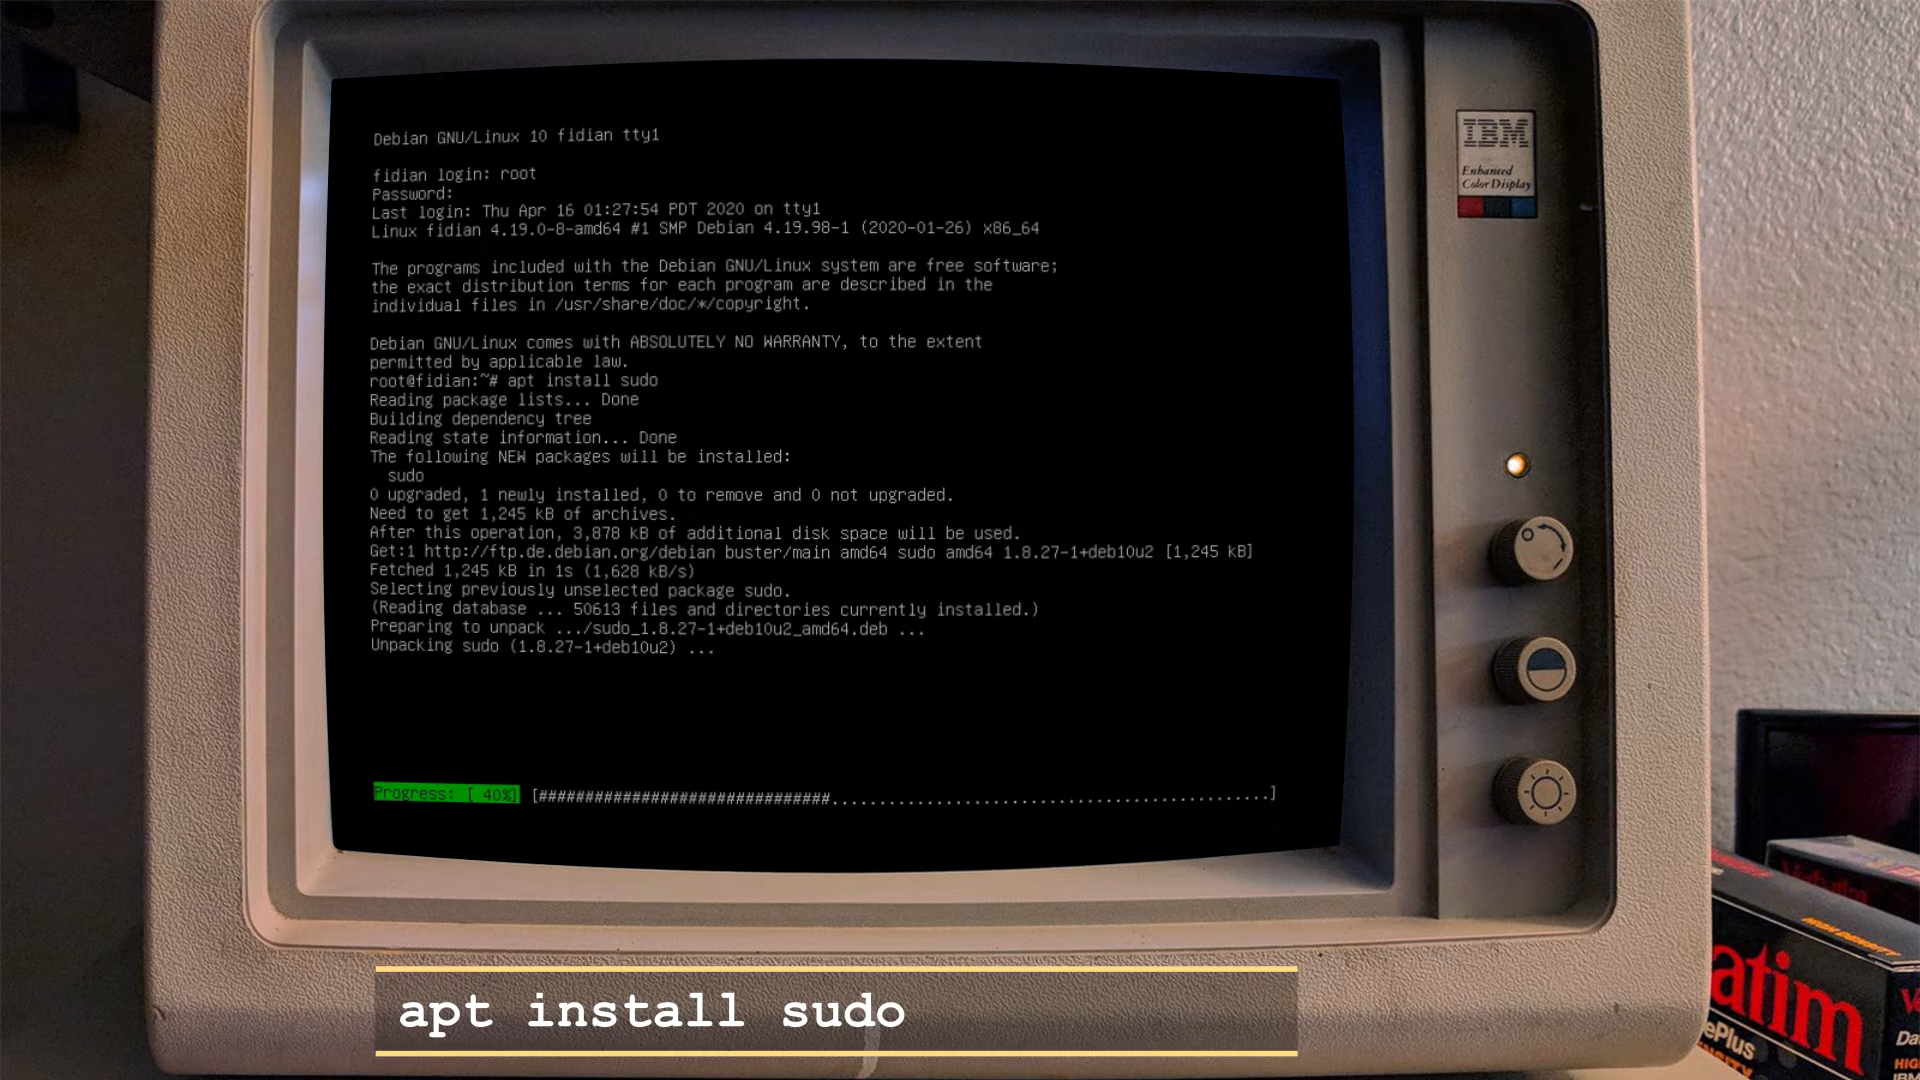 Debian GNU/Linux 10 fidian tty1
fidian login: root
Password:
Last login: Thu Apr 16 01:27:54 PDT 2020 on tty1
Linux fidian 4.19.0-8-amd64 #1 SMP Debian 4.19.98-1 (2020-01-26) x86_64
The programs included with the Debian GNU/Linux system are free software;
the exact distribution terms for each program are described in the
individual files in /usr/share/doc/*/copyright.
Debian GNU/Linux comes with ABSOLUTELY NO WARRANTY, to the extent
permitted by applicable law.
root@fidian:~# apt install sudo
Reading package lists... Done
Building dependency tree
Reading state information... Done
The following NEW packages will be installed:
sudo
0 upgraded, 1 newly installed, 0 to remove and 0 not upgraded.
Need to get 1,245 kB of archives.
After this operation, 3,878 kB of additional disk space will be used.
Get:1 http://ftp.de.debian.org/debian buster/main amd64 sudo amd64 1.8.27-1+deb10u2 [1,245 kB]
Fetched 1,245 kB in 1s (1,628 kB/s)
Selecting previously unselected package sudo.
(Reading database ... 50613 files and directories currently installed.)
Preparing to unpack .../sudo_1.8.27-1+deb10u2_amd64.deb ...
Unpacking sudo (1.8.27-1+deb10u2) ...
Progress: [ 40%] [################################................................................]
IBM
Enhanced
Color Display
Verbatim
HIGH DENSITY
atim
ePlus
apt install sudo